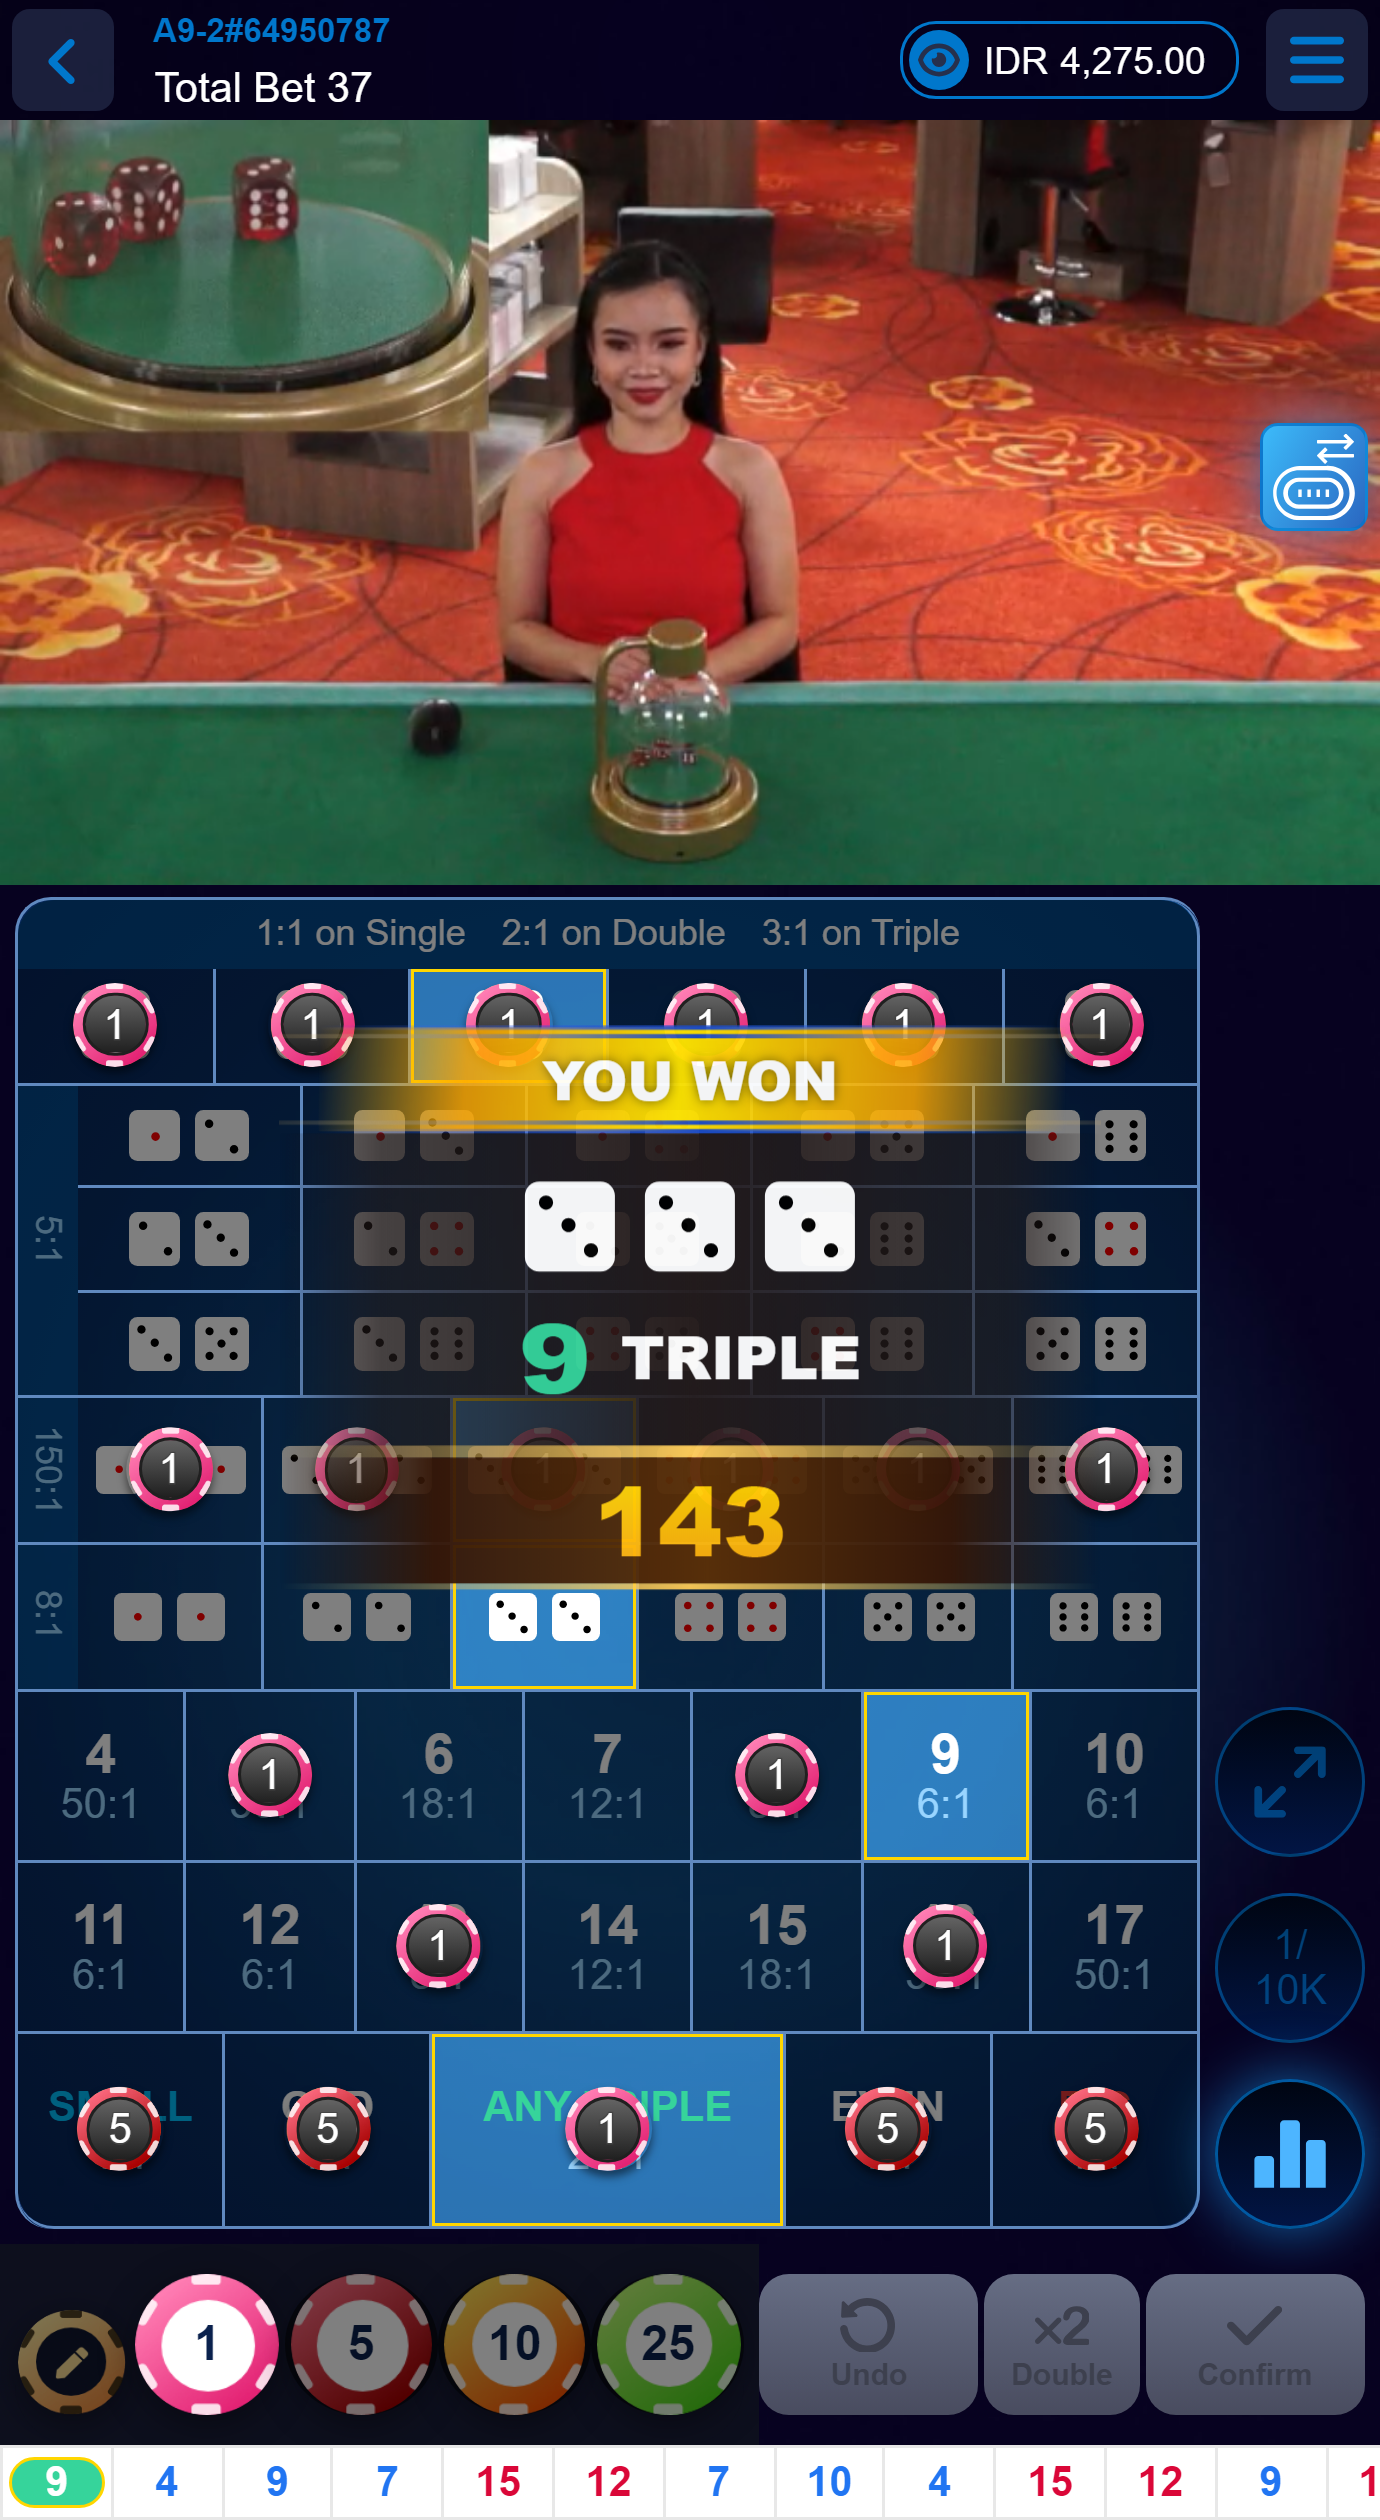 A9-2#64950787
Total Bet 37
IDR 4,275.00
1:1 on Single 2:1 on Double 3:1 on Triple
1 1 1 1 1 1
YOU WON
5:1
9 TRIPLE
150:1
1 1 1
143
8:1
4 1 6 7 1 9 10
50:1 18:1 12:1 6:1 6:1
11 12 1 14 15 1 17
6:1 6:1 12:1 18:1 50:1
ANY TRIPLE
5 5 1 5 5
1/
10K
1 5 10 25
Undo x2 Double Confirm
9 4 9 7 15 12 7 10 4 15 12 9